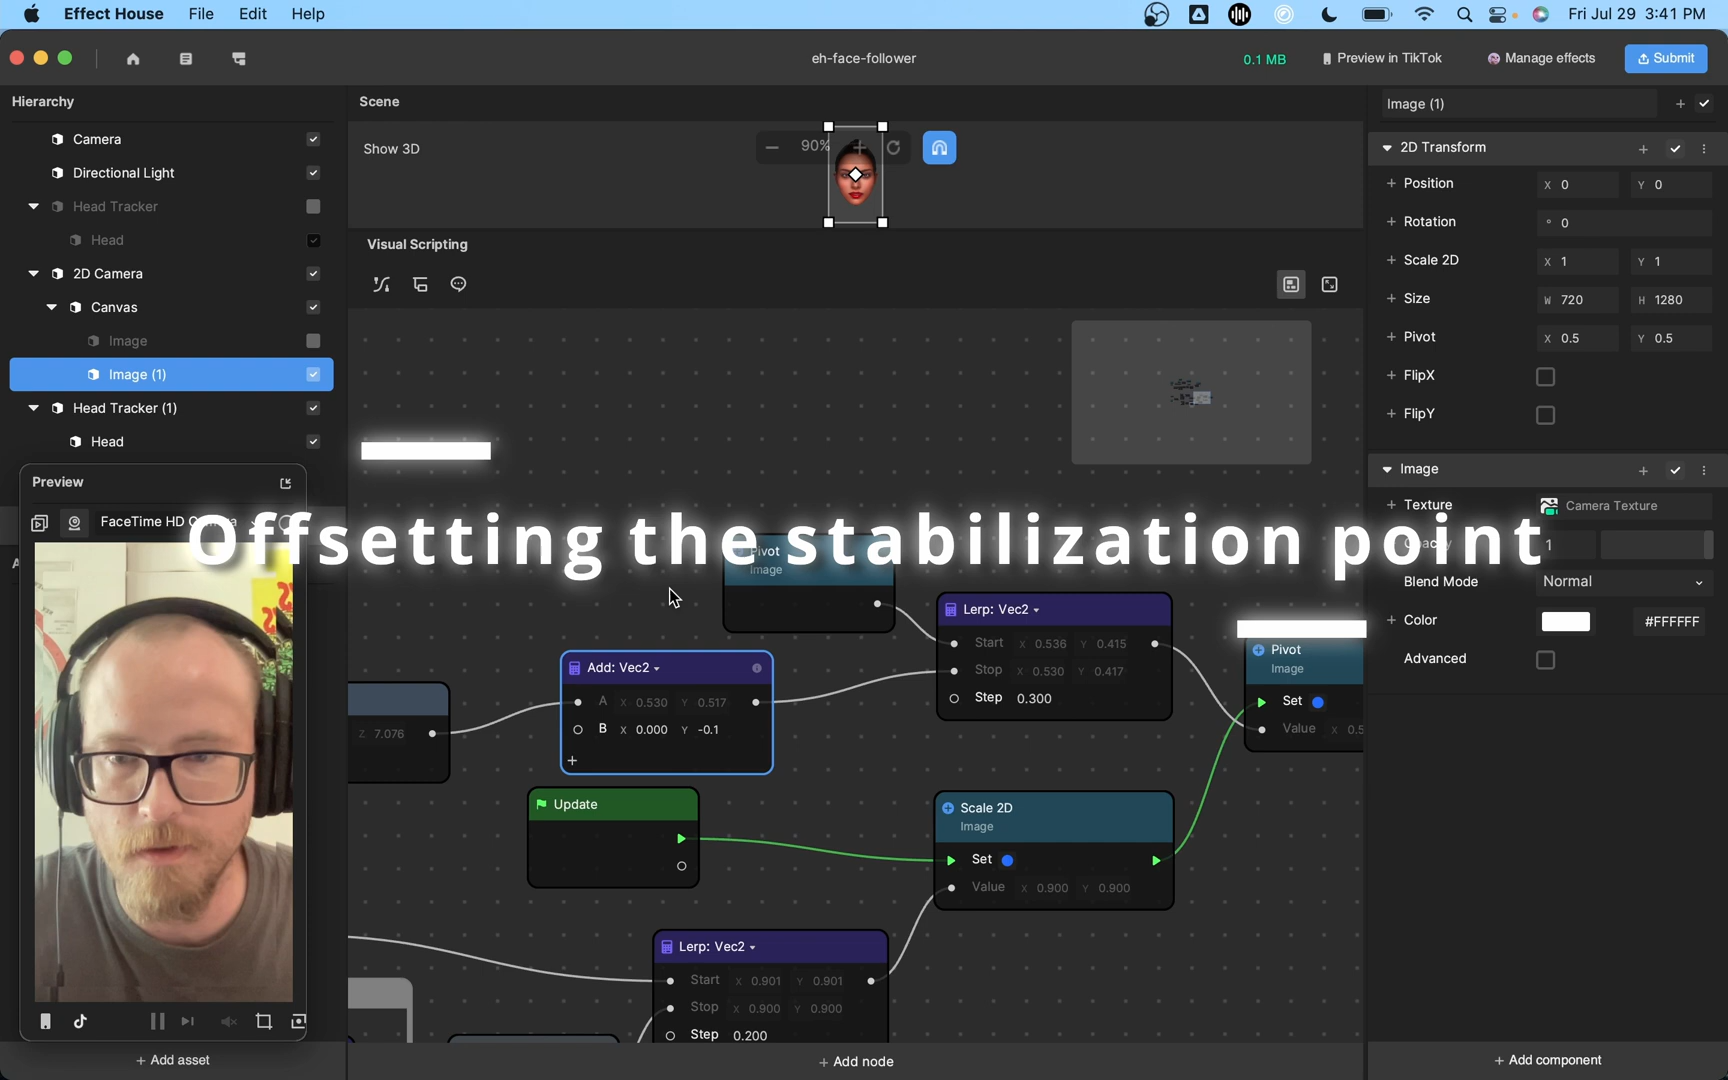 Effect House File Edit Help
Fri Jul 29 3:41 PM
eh-face-follower
0.1 MB
Preview in TikTok
Manage effects
Submit
Hierarchy
Camera
Directional Light
Head Tracker
Head
2D Camera
Canvas
Image
Image (1)
Head Tracker (1)
Head
Scene
Show 3D
90%
Visual Scripting
Preview
FaceTime HD
Offsetting the stabilization point
Pivot
Image
Lerp: Vec2
Start X 0.536 Y 0.415
Stop X 0.530 Y 0.417
Step 0.300
Add: Vec2
A X 0.530 Y 0.517
B X 0.000 Y -0.1
+
Z 7.076
Update
Scale 2D
Image
Set
Value X 0.900 Y 0.900
Pivot
Image
Set
Value X 0.5
Lerp: Vec2
Start X 0.901 Y 0.901
Stop X 0.900 Y 0.900
Step 0.200
+ Add asset
+ Add node
Image (1)
2D Transform
Position X 0 Y 0
Rotation ° 0
Scale 2D X 1 Y 1
Size W 720 H 1280
Pivot X 0.5 Y 0.5
FlipX
FlipY
Image
Texture Camera Texture
1
Blend Mode Normal
Color #FFFFFF
Advanced
+ Add component